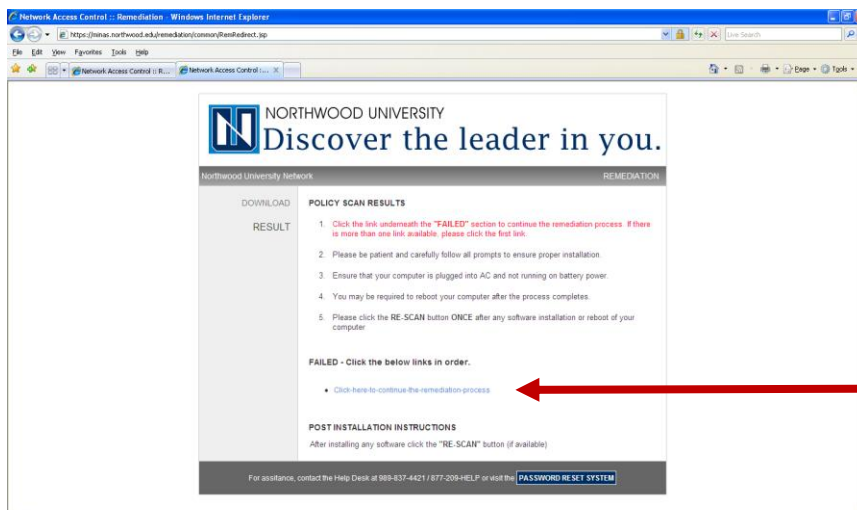 Network Access Control :: Remediation - Windows Internet Explorer
https://minas.northwood.edu/remediation/common/RemRedirect.jsp
Live Search
File Edit View Favorites Tools Help
Network Access Control :: R... Network Access Control :... X
Page Tools
NORTHWOOD UNIVERSITY
Discover the leader in you.
Northwood University Network REMEDIATION
DOWNLOAD
RESULT
POLICY SCAN RESULTS
1. Click the link underneath the "FAILED" section to continue the remediation process. If there
is more than one link available, please click the first link.
2. Please be patient and carefully follow all prompts to ensure proper installation.
3. Ensure that your computer is plugged into AC and not running on battery power.
4. You may be required to reboot your computer after the process completes.
5. Please click the RE-SCAN button ONCE after any software installation or reboot of your
computer
FAILED - Click the below links in order.
• Click-here-to-continue-the-remediation-process
POST INSTALLATION INSTRUCTIONS
After installing any software click the "RE-SCAN" button (if available)
For assitance, contact the Help Desk at 989-837-4421 / 877-209-HELP or visit the PASSWORD RESET SYSTEM